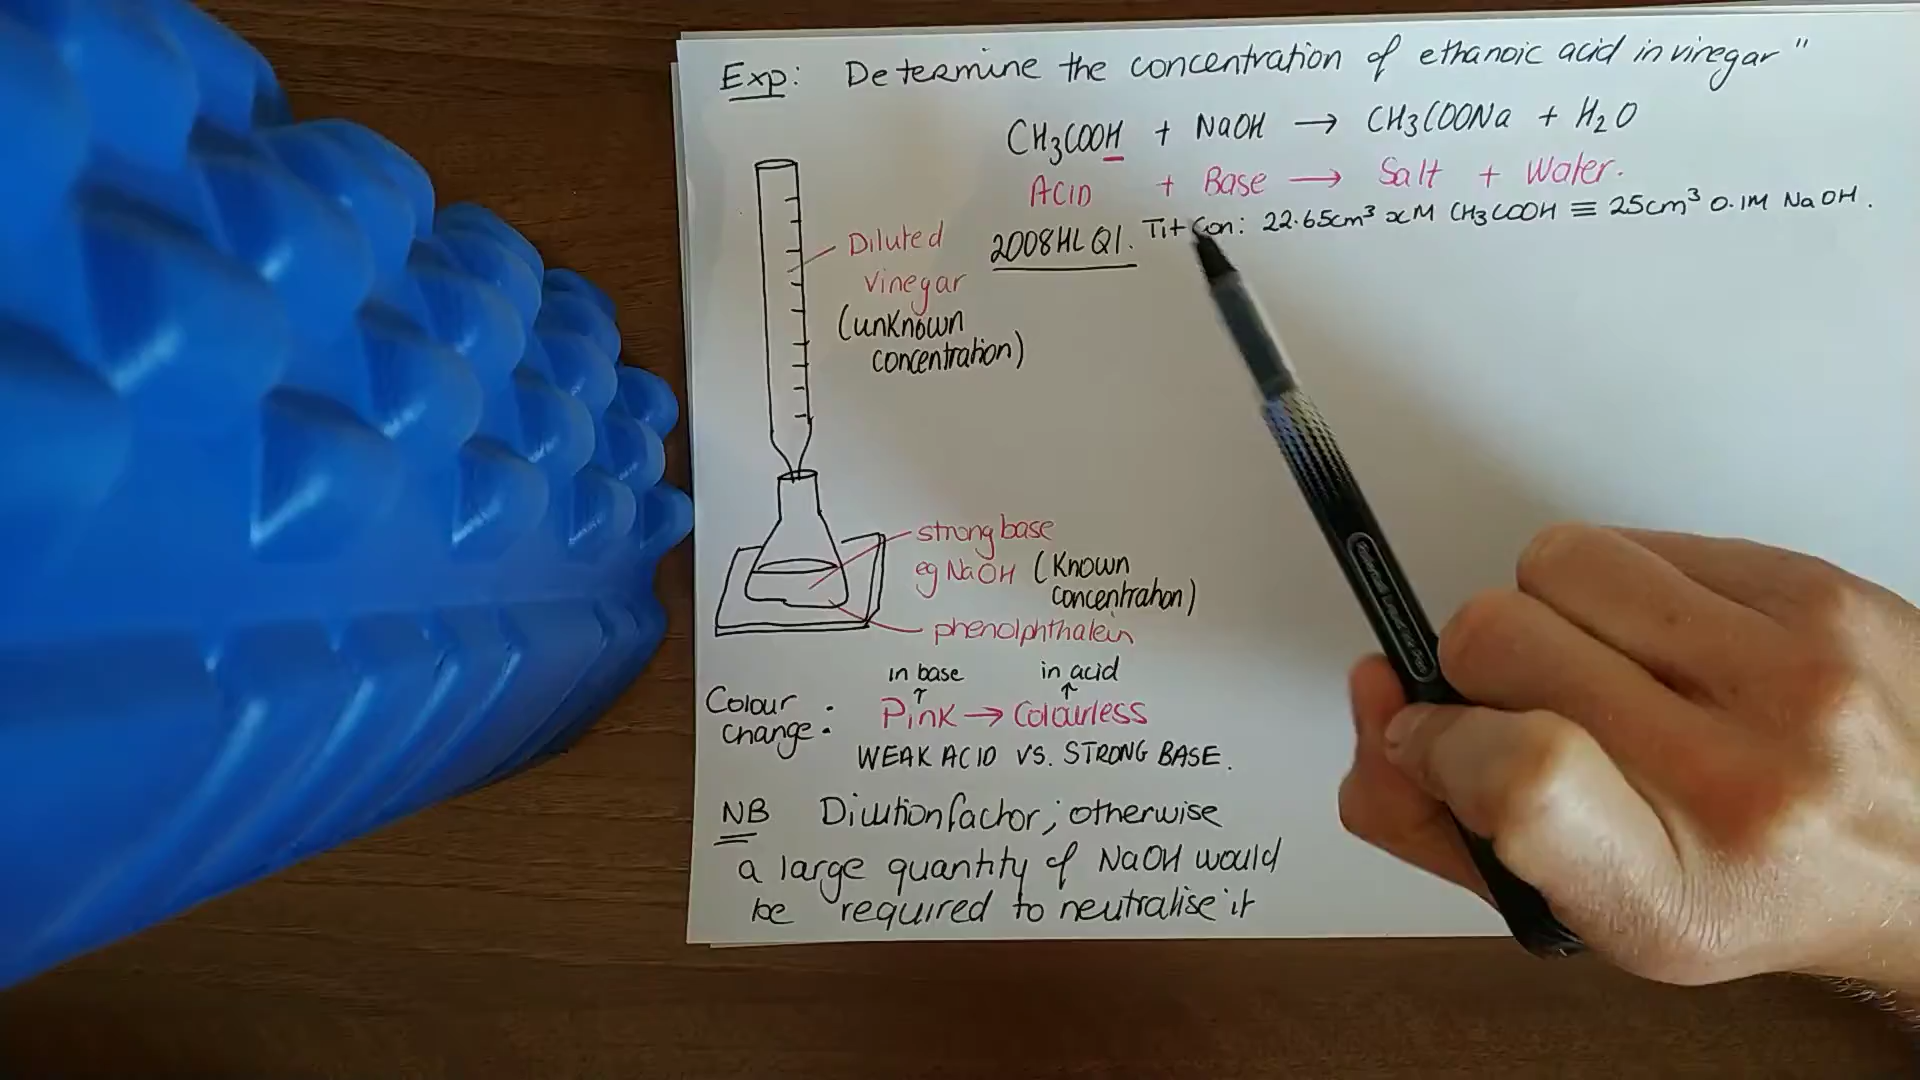 Exp: Determine the concentration of ethanoic acid in vinegar"
CH3COOH + NaOH → CH3COONa + H2O
ACID + Base → Salt + Water.
2008HL Q1. Tit Con: 22.65cm³ xM CH3COOH ≡ 25cm³ 0.1M NaOH.
Diluted
vinegar
(unknown
concentration)
strong base
eg NaOH (Known
concentration)
phenolphthalein
in base in acid
↑ ↑
Colour
change: Pink → Colourless
WEAK ACID VS. STRONG BASE.
NB Dilution factor; otherwise
a large quantity of NaOH would
be required to neutralise it